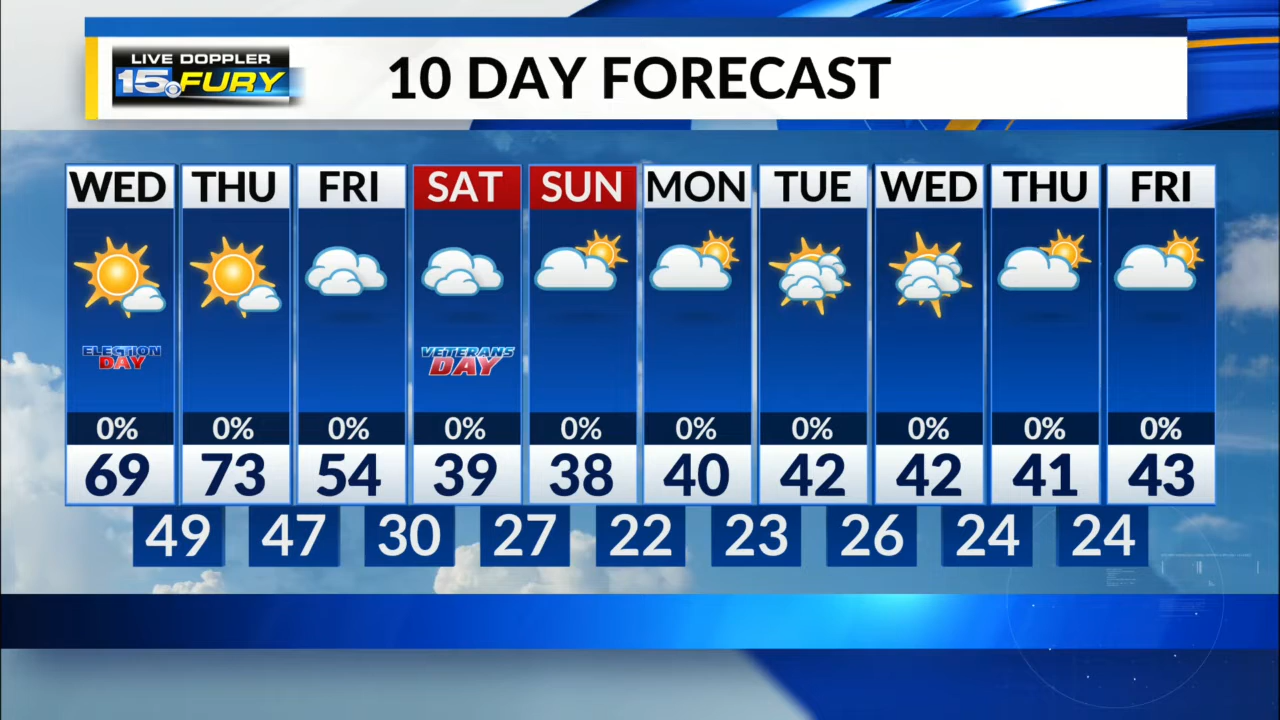 LIVE DOPPLER
15 FURY
10 DAY FORECAST
WED THU FRI SAT SUN MON TUE WED THU FRI
ELECTION DAY
VETERANS DAY
0% 0% 0% 0% 0% 0% 0% 0% 0% 0%
69 73 54 39 38 40 42 42 41 43
49 47 30 27 22 23 26 24 24